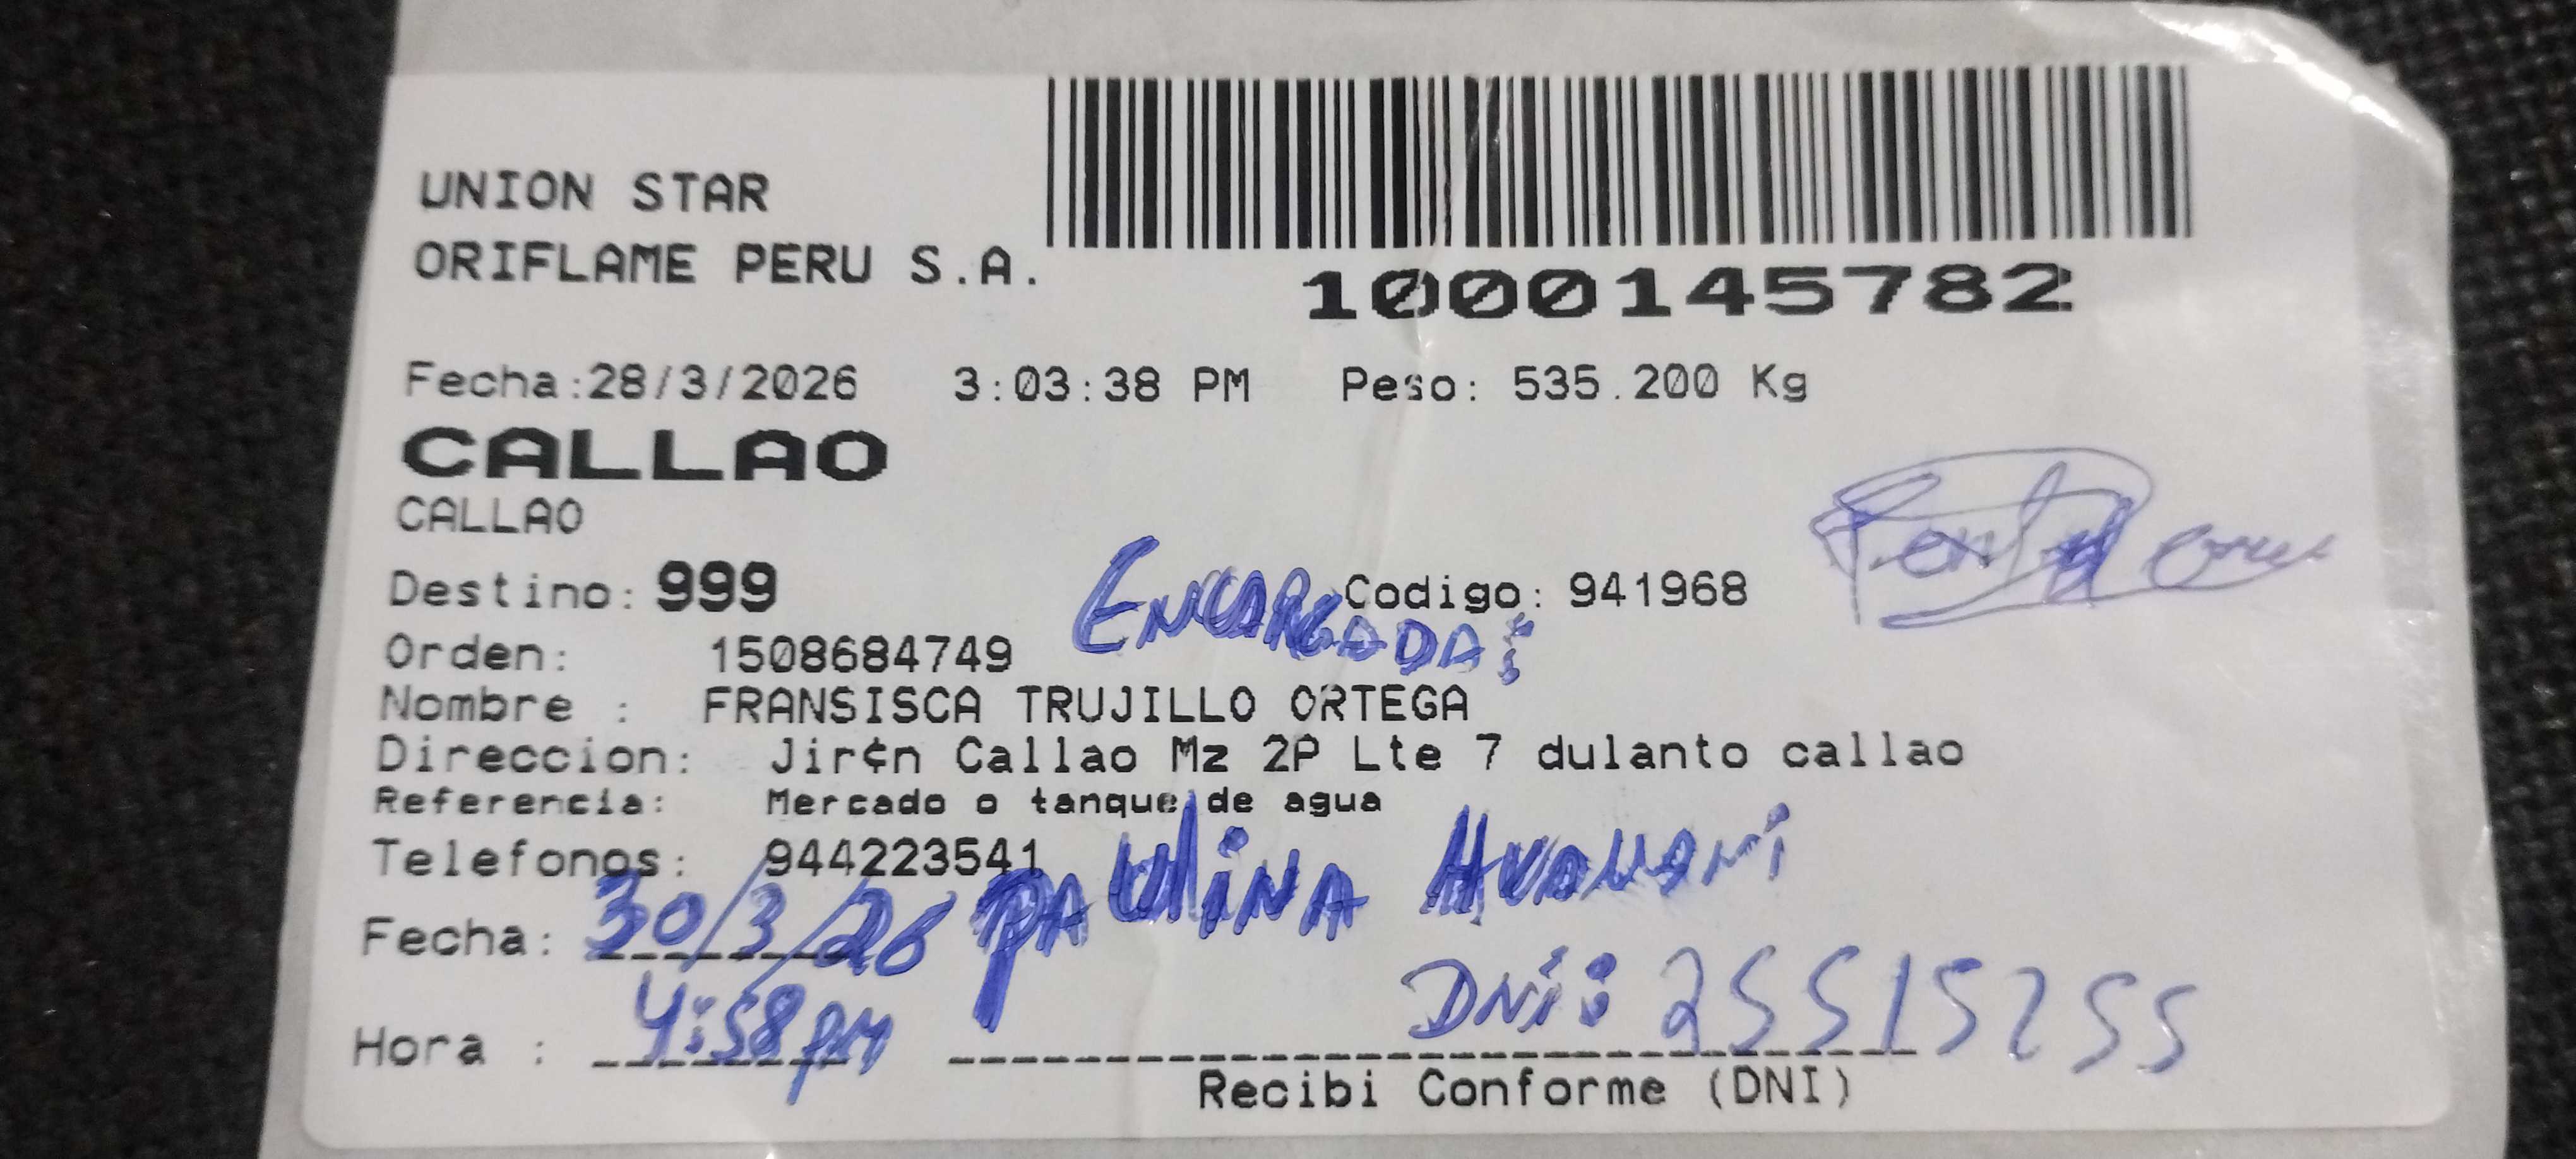 UNION STAR
ORIFLAME PERU S.A.
1000145782
Fecha:28/3/2026 3:03:38 PM Peso: 535.200 Kg
CALLAO
CALLAO
Destino: 999 Codigo: 941968
ENCARGADA:
Orden: 1508684749
Nombre : FRANSISCA TRUJILLO ORTEGA
Direccion: Jir¢n Callao Mz 2P Lte 7 dulanto callao
Referencia: Mercado o tanque de agua
Telefonos: 944223541
Fecha: 30/3/26 PAULINA
DNi: 25515255
Hora : 4:58 PM
Recibi Conforme (DNI)